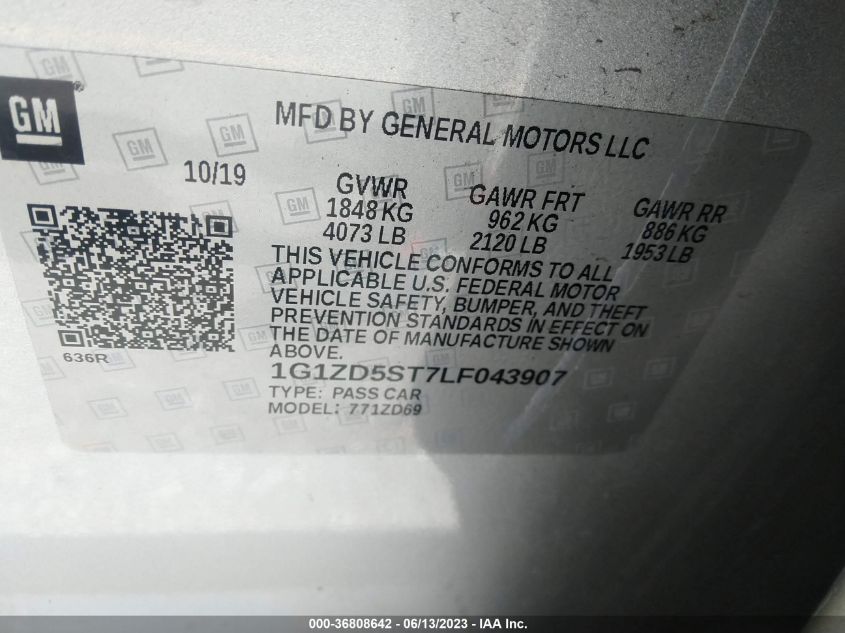 GM
MFD BY GENERAL MOTORS LLC
10/19
GVWR
1848 KG
4073 LB
GAWR FRT
962 KG
2120 LB
GAWR RR
886 KG
1953 LB
THIS VEHICLE CONFORMS TO ALL
APPLICABLE U.S. FEDERAL MOTOR
VEHICLE SAFETY, BUMPER, AND THEFT
PREVENTION STANDARDS IN EFFECT ON
THE DATE OF MANUFACTURE SHOWN
ABOVE.
636R
1G1ZD5ST7LF043907
TYPE: PASS CAR
MODEL: 771ZD69
000-36808642 - 06/13/2023 - IAAI.com